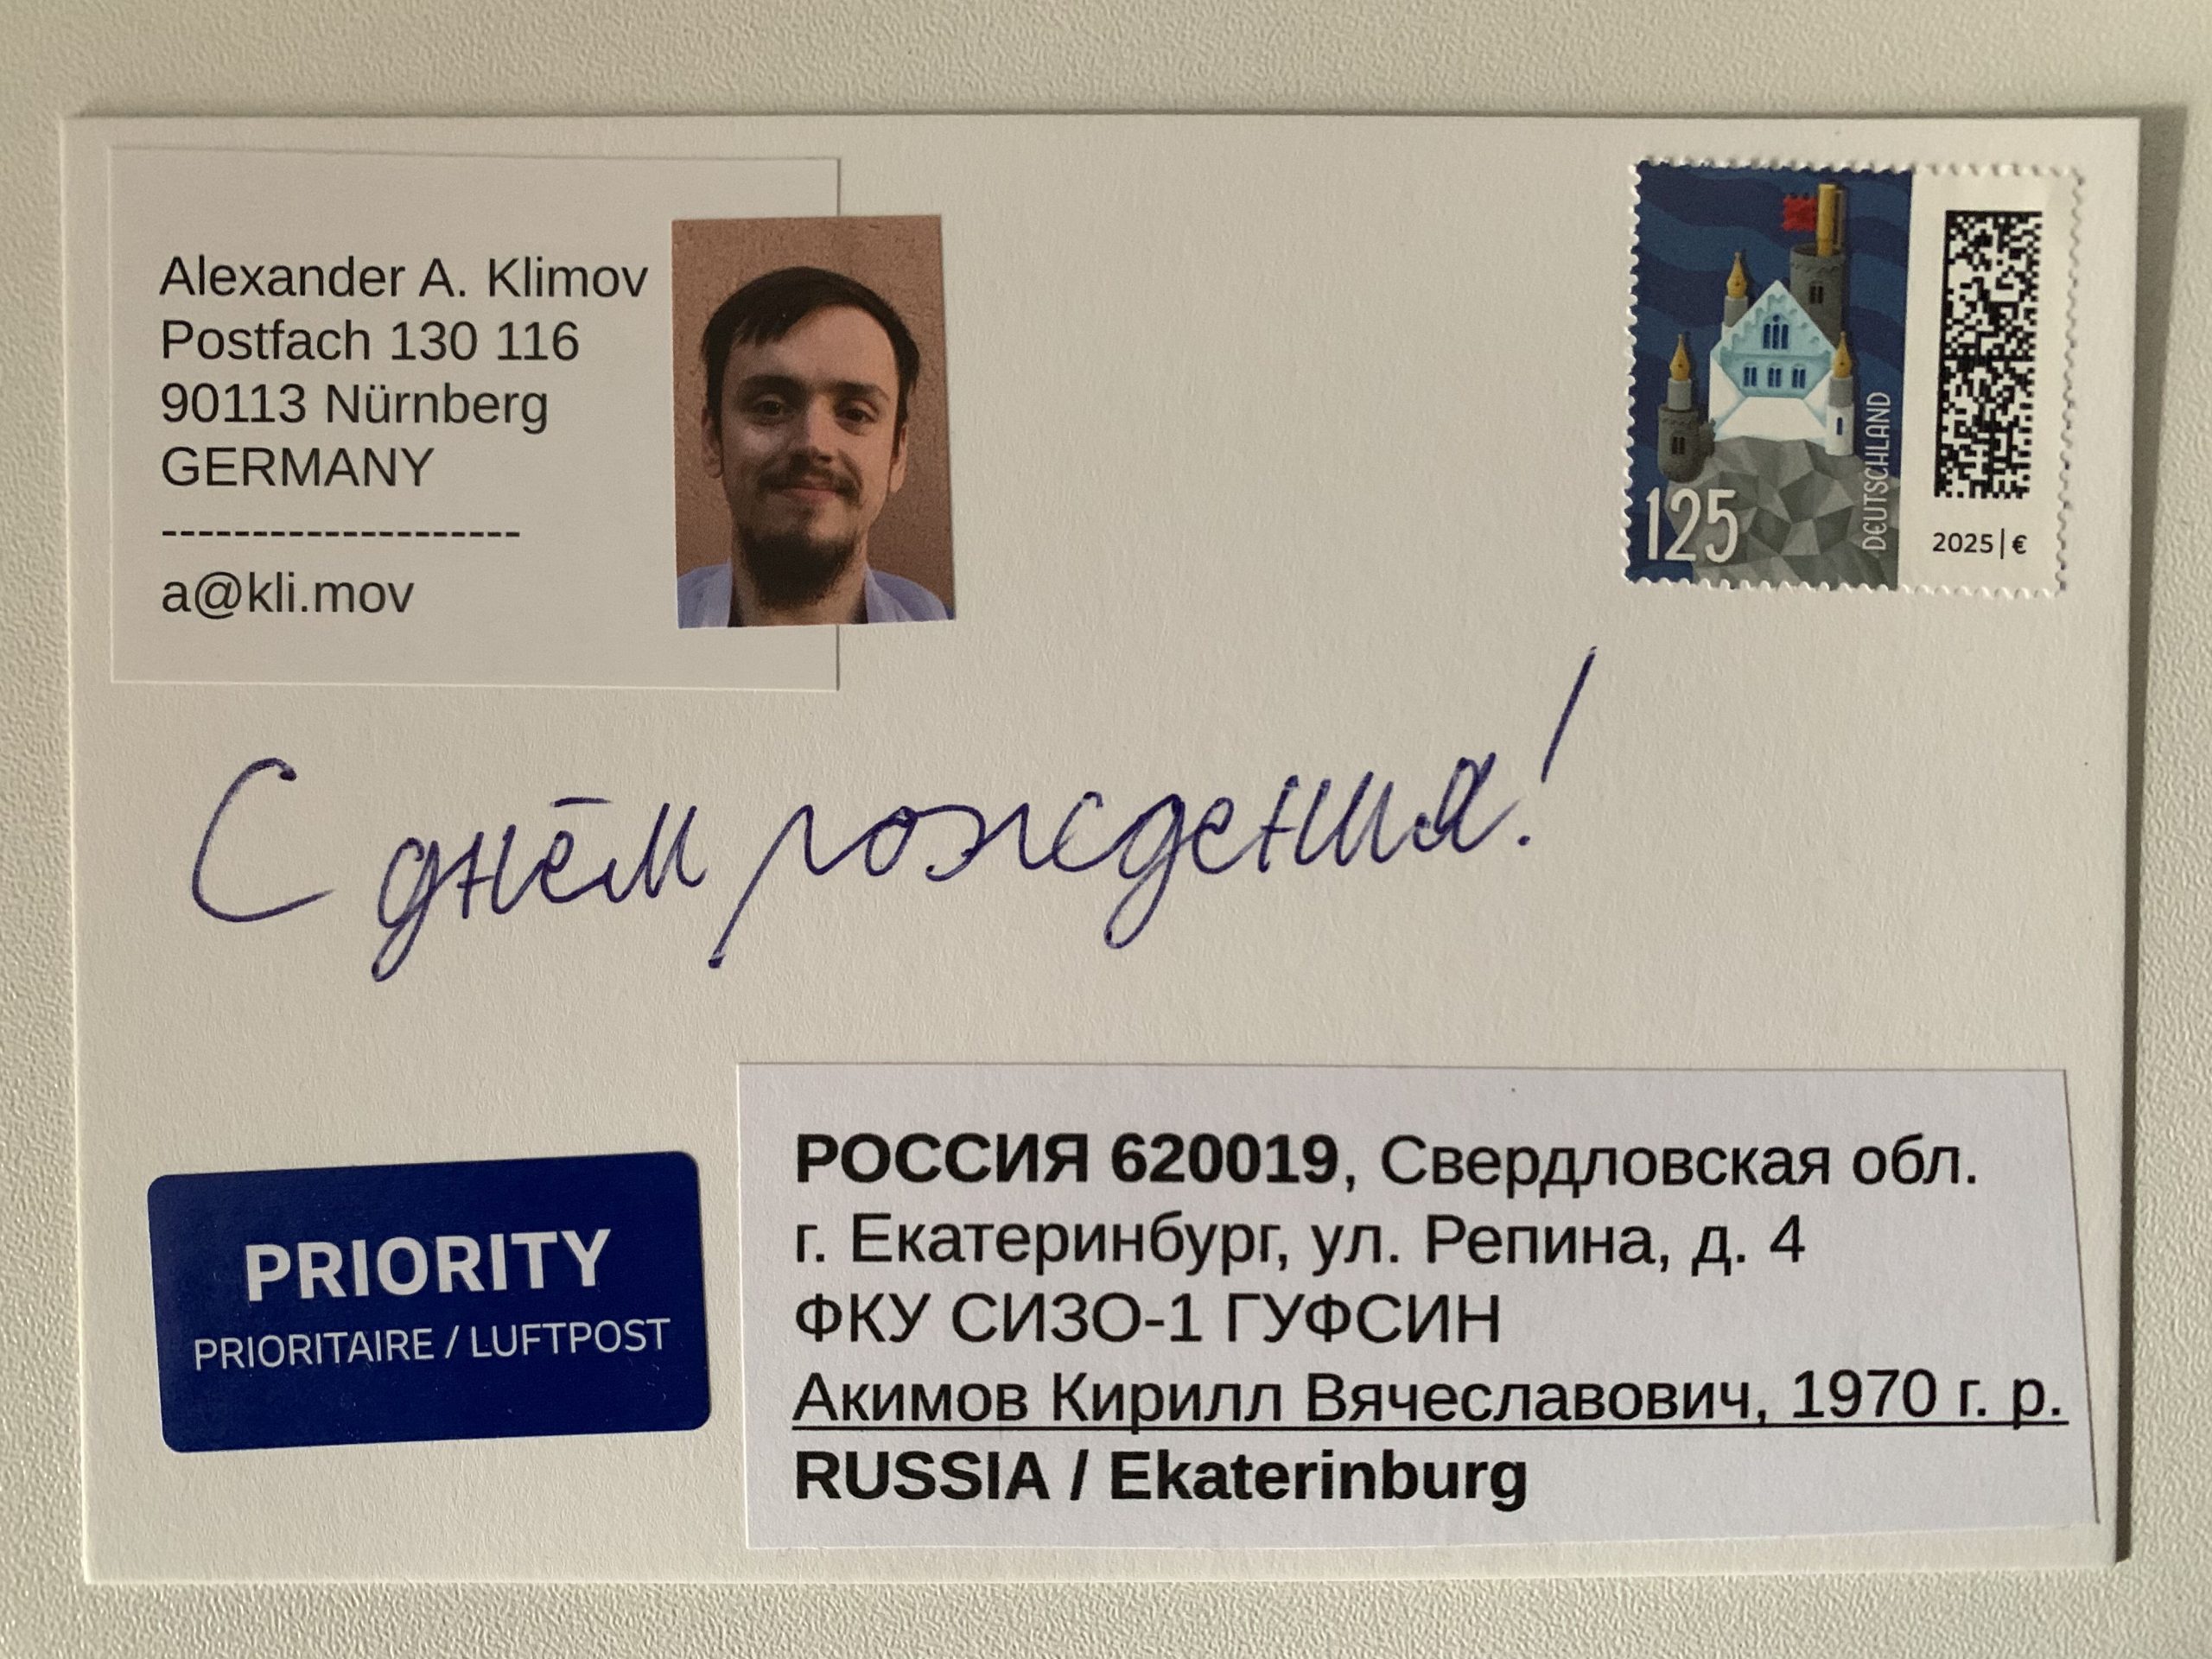 Alexander A. Klimov
Postfach 130 116
90113 Nürnberg
GERMANY
--------------------
a@kli.mov
125
DEUTSCHLAND
2025|€
С днём рождения!
PRIORITY
PRIORITAIRE / LUFTPOST
РОССИЯ 620019, Свердловская обл.
г. Екатеринбург, ул. Репина, д. 4
ФКУ СИЗО-1 ГУФСИН
Акимов Кирилл Вячеславович, 1970 г. р.
RUSSIA / Ekaterinburg